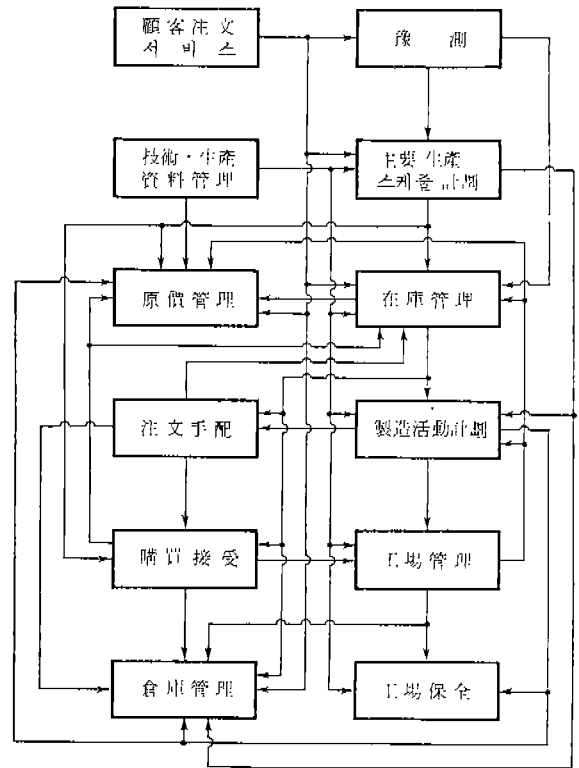 顧客注文
서비스
豫測
技術·生産
資料管理
主要生産
스케쥴計劃
原價管理
在庫管理
注文手配
製造活動計劃
購買接受
工場管理
倉庫管理
工場保全